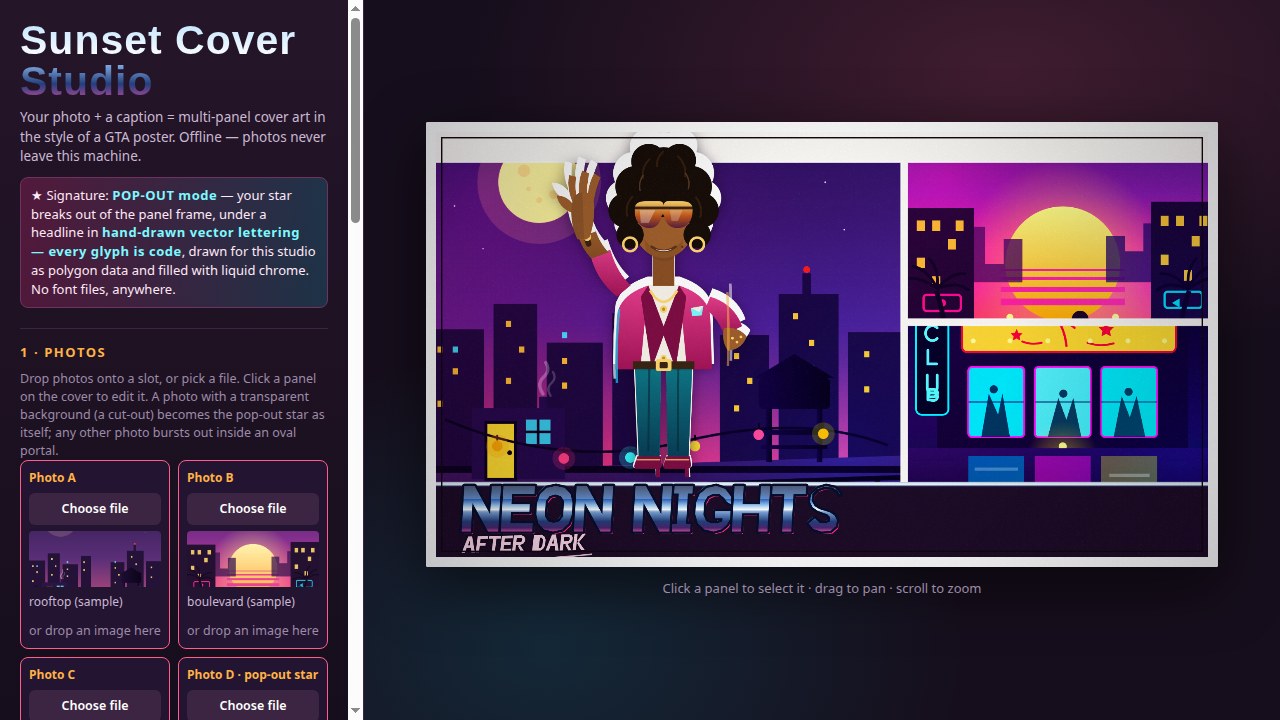 Sunset Cover
Studio
Your photo + a caption = multi-panel cover art in
the style of a GTA poster. Offline — photos never
leave this machine.
★ Signature: POP-OUT mode — your star
breaks out of the panel frame, under a
headline in hand-drawn vector lettering
— every glyph is code, drawn for this studio
as polygon data and filled with liquid chrome.
No font files, anywhere.
1 · PHOTOS
Drop photos onto a slot, or pick a file. Click a panel
on the cover to edit it. A photo with a transparent
background (a cut-out) becomes the pop-out star as
itself; any other photo bursts out inside an oval
portal.
Photo A
Choose file
rooftop (sample)
or drop an image here
Photo B
Choose file
boulevard (sample)
or drop an image here
Photo C
Choose file
Photo D · pop-out star
Choose file
CLUB
NEON NIGHTS
AFTER DARK
Click a panel to select it · drag to pan · scroll to zoom